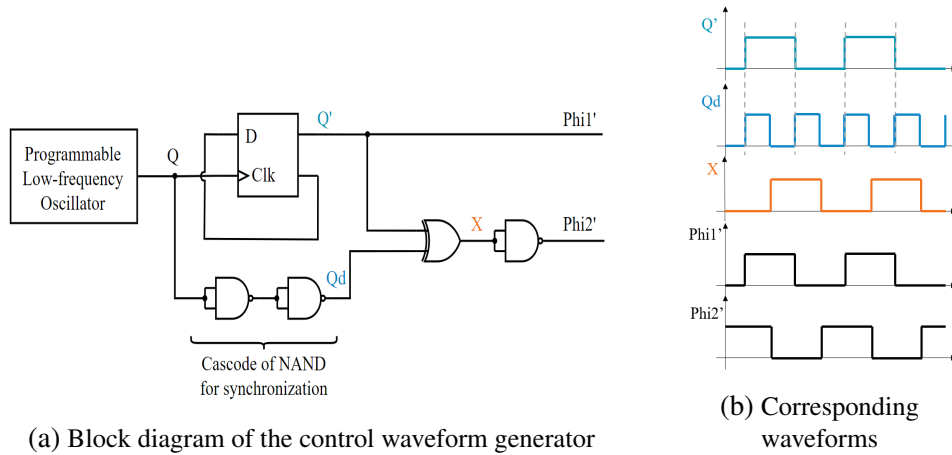 Programmable
Low-frequency
Oscillator
Q
D
Clk
Q'
Phi1'
X
Phi2'
Qd
Cascode of NAND
for synchronization
(a) Block diagram of the control waveform generator
Q’
Qd
X
Phi1’
Phi2’
(b) Corresponding
waveforms